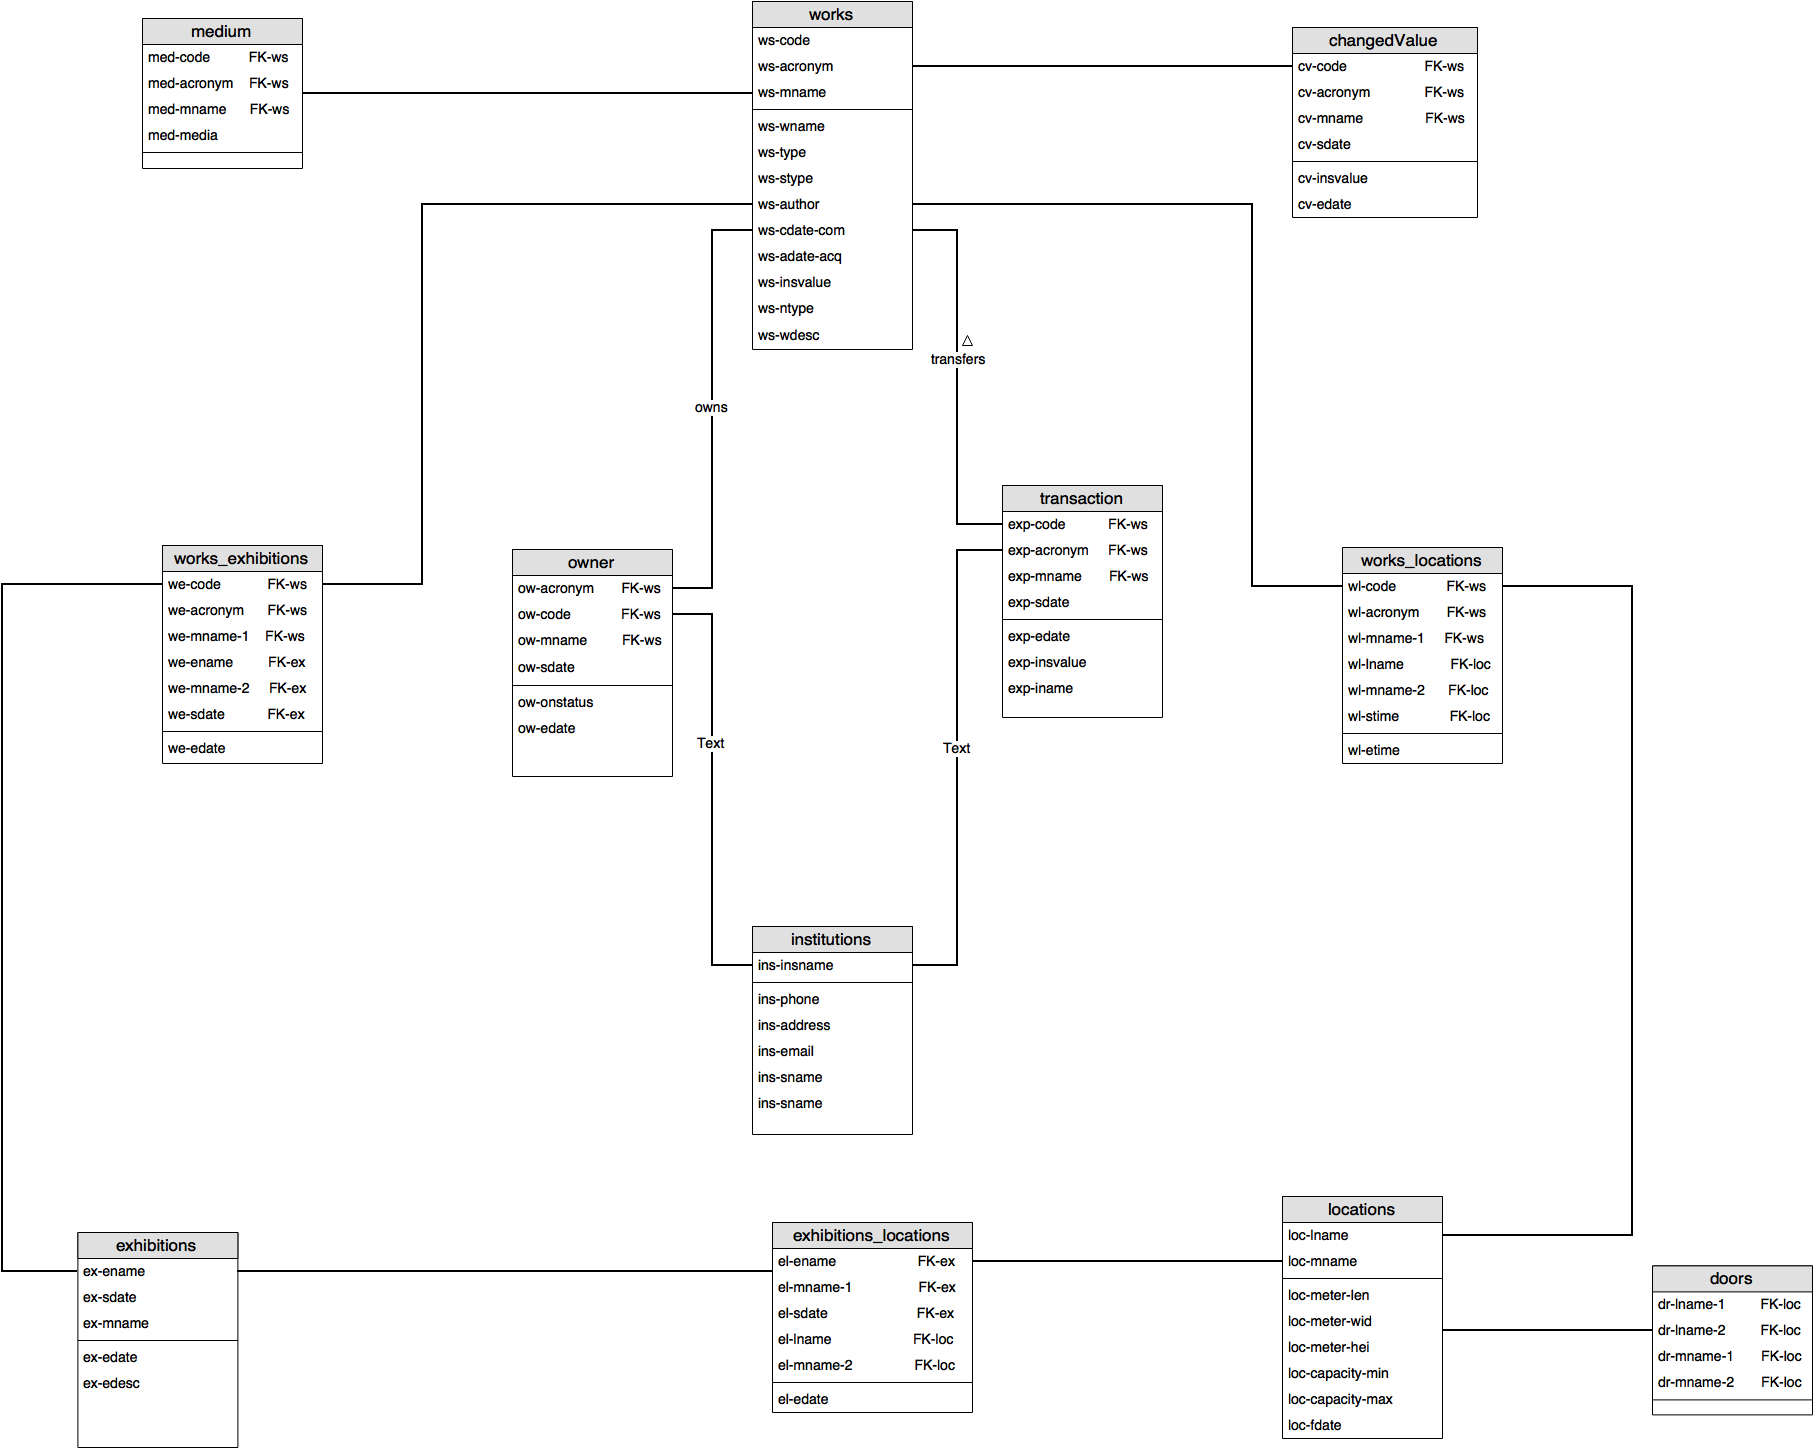 works
ws-code
ws-acronym
ws-mname
ws-wname
ws-type
ws-stype
ws-author
ws-cdate-com
ws-adate-acq
ws-insvalue
ws-ntype
ws-wdesc
medium
med-code FK-ws
med-acronym FK-ws
med-mname FK-ws
med-media
changedValue
cv-code FK-ws
cv-acronym FK-ws
cv-mname FK-ws
cv-sdate
cv-insvalue
cv-edate
transfers
owns
works_exhibitions
we-code FK-ws
we-acronym FK-ws
we-mname-1 FK-ws
we-ename FK-ex
we-mname-2 FK-ex
we-sdate FK-ex
we-edate
owner
ow-acronym FK-ws
ow-code FK-ws
ow-mname FK-ws
ow-sdate
ow-onstatus
ow-edate
transaction
exp-code FK-ws
exp-acronym FK-ws
exp-mname FK-ws
exp-sdate
exp-edate
exp-insvalue
exp-iname
works_locations
wl-code FK-ws
wl-acronym FK-ws
wl-mname-1 FK-ws
wl-lname FK-loc
wl-mname-2 FK-loc
wl-stime FK-loc
wl-etime
Text
Text
institutions
ins-insname
ins-phone
ins-address
ins-email
ins-sname
ins-sname
exhibitions
ex-ename
ex-sdate
ex-mname
ex-edate
ex-edesc
exhibitions_locations
el-ename FK-ex
el-mname-1 FK-ex
el-sdate FK-ex
el-lname FK-loc
el-mname-2 FK-loc
el-edate
locations
loc-lname
loc-mname
loc-meter-len
loc-meter-wid
loc-meter-hei
loc-capacity-min
loc-capacity-max
loc-fdate
doors
dr-lname-1 FK-loc
dr-lname-2 FK-loc
dr-mname-1 FK-loc
dr-mname-2 FK-loc